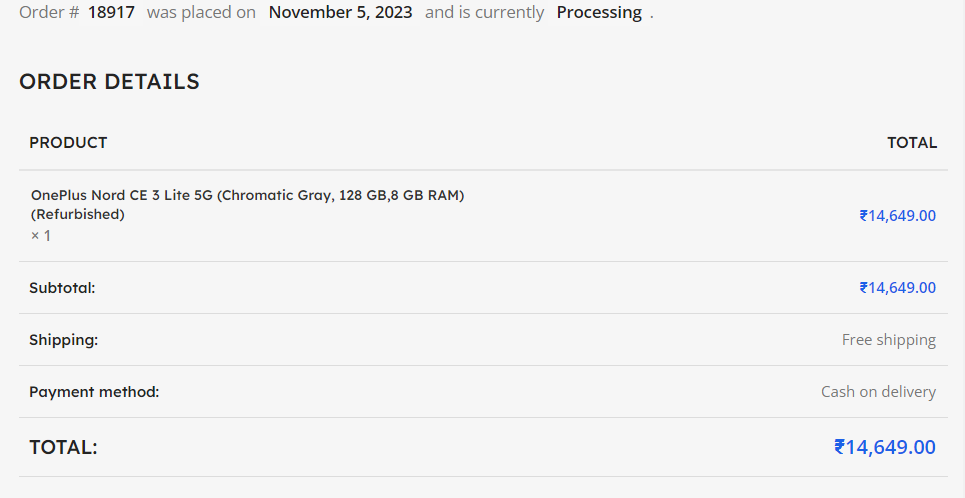 Order # 18917 was placed on November 5, 2023 and is currently Processing .
ORDER DETAILS
PRODUCT TOTAL
OnePlus Nord CE 3 Lite 5G (Chromatic Gray, 128 GB,8 GB RAM)
(Refurbished)
× 1 ₹14,649.00
Subtotal: ₹14,649.00
Shipping: Free shipping
Payment method: Cash on delivery
TOTAL: ₹14,649.00